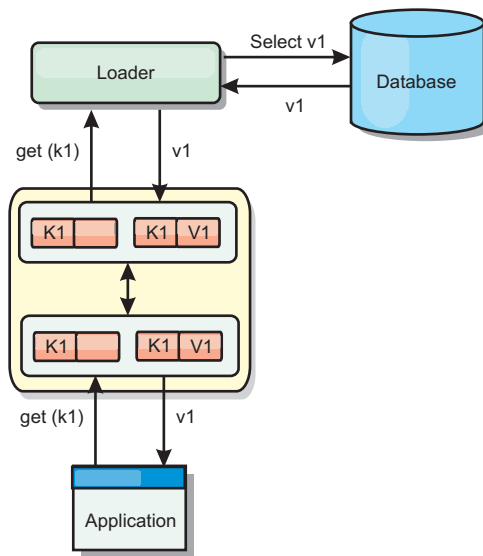 Loader
Select v1
Database
v1
get (k1)
v1
K1
K1 V1
K1
K1 V1
get (k1)
v1
Application